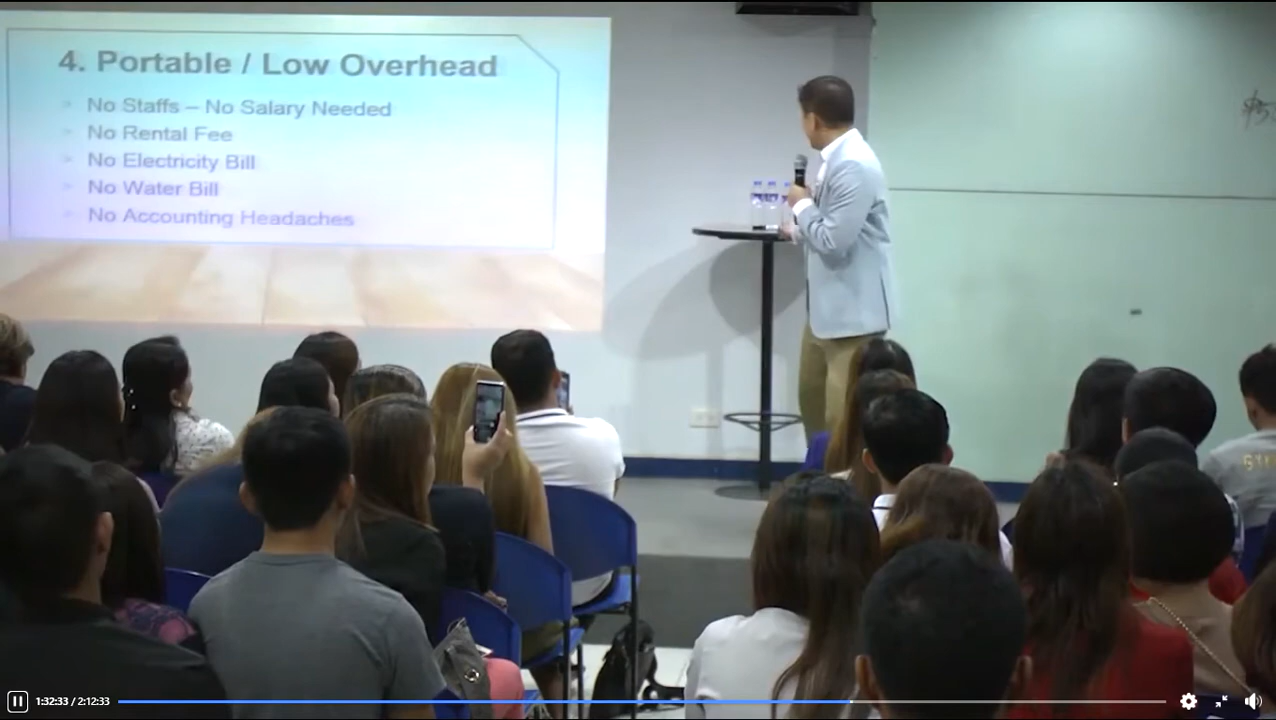 4. Portable / Low Overhead
No Staffs – No Salary Needed
No Rental Fee
No Electricity Bill
No Water Bill
No Accounting Headaches
1:32:33 / 2:12:33